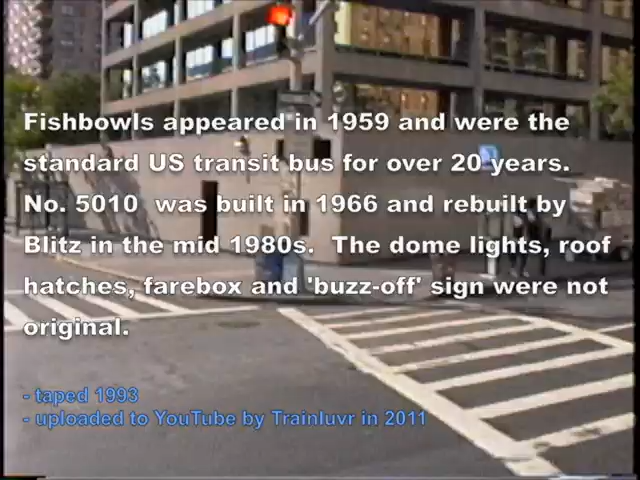 Fishbowls appeared in 1959 and were the
standard US transit bus for over 20 years.
No. 5010 was built in 1966 and rebuilt by
Blitz in the mid 1980s. The dome lights, roof
hatches, farebox and 'buzz-off' sign were not
original.
- taped 1993
- uploaded to YouTube by Trainluvr in 2011